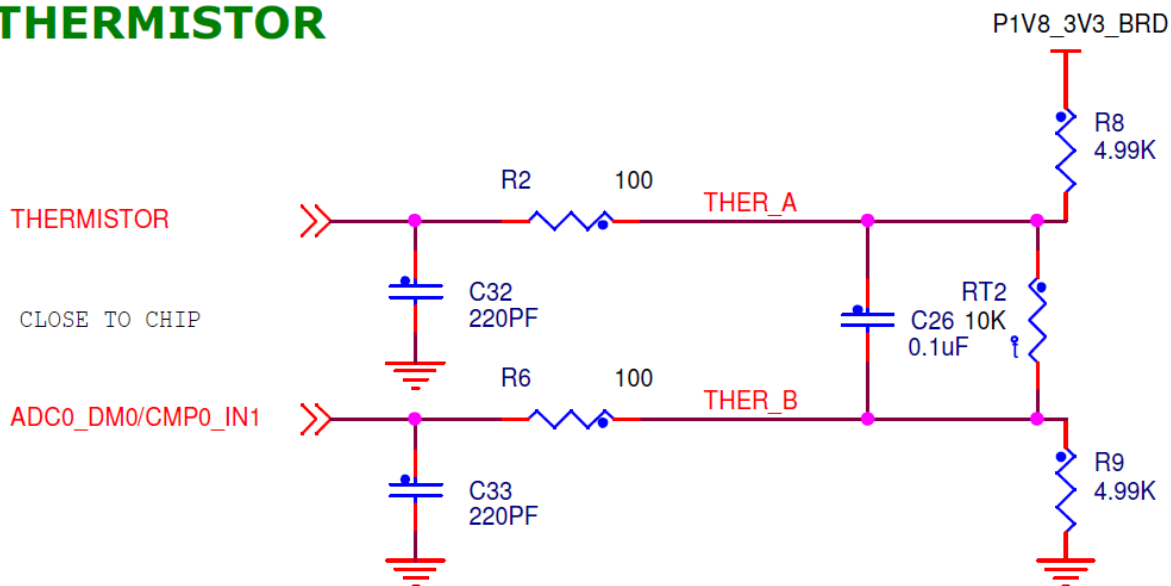 THERMISTOR
P1V8_3V3_BRD
R8
4.99K
R2 100
THER_A
THERMISTOR
C32
220PF
CLOSE TO CHIP
RT2
C26 10K
0.1uF
t
R6 100
THER_B
ADC0_DM0/CMP0_IN1
R9
4.99K
C33
220PF